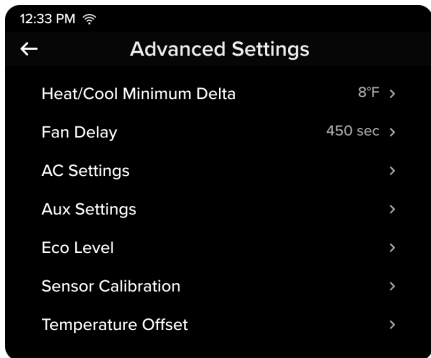 12:33 PM
Advanced Settings
Heat/Cool Minimum Delta 8°F
Fan Delay 450 sec
AC Settings
Aux Settings
Eco Level
Sensor Calibration
Temperature Offset